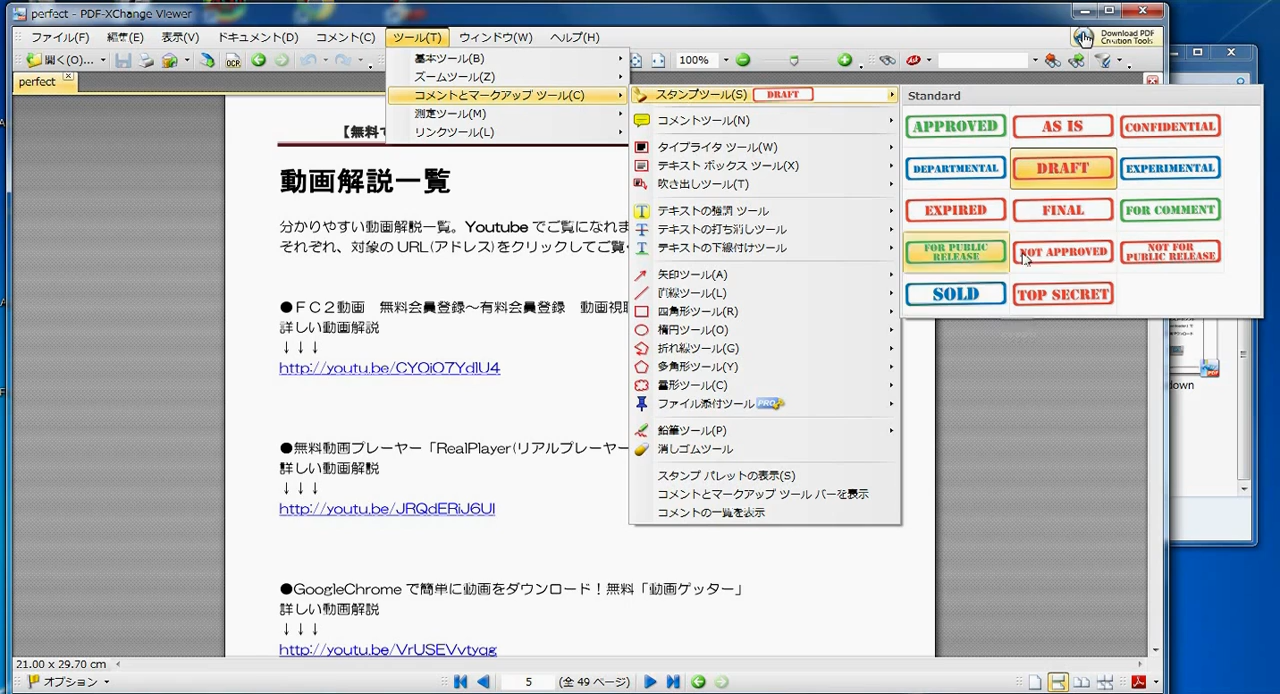 perfect - PDF-XChange Viewer
ファイル(F) 編集(E) 表示(V) ドキュメント(D) コメント(C) ツール(T) ウィンドウ(W) ヘルプ(H)
Download PDF
Creation Tools
開く(O)...
OCR
100%
perfect
基本ツール(B)
ズームツール(Z)
コメントとマークアップ ツール(C)
測定ツール(M)
リンクツール(L)
スタンプツール(S) DRAFT
コメントツール(N)
タイプライタ ツール(W)
テキスト ボックス ツール(X)
吹き出しツール(T)
テキストの強調 ツール
テキストの打ち消しツール
テキストの下線付けツール
矢印ツール(A)
直線ツール(L)
四角形ツール(R)
楕円ツール(O)
折れ線ツール(G)
多角形ツール(Y)
雲形ツール(C)
ファイル添付ツール PRO
鉛筆ツール(P)
消しゴムツール
スタンプ パレットの表示(S)
コメントとマークアップ ツール バーを表示
コメントの一覧を表示
Standard
APPROVED AS IS CONFIDENTIAL
DEPARTMENTAL DRAFT EXPERIMENTAL
EXPIRED FINAL FOR COMMENT
FOR PUBLIC RELEASE NOT APPROVED NOT FOR PUBLIC RELEASE
SOLD TOP SECRET
【無料で
動画解説一覧
分かりやすい動画解説一覧。Youtube でご覧になれま
それぞれ、対象の URL(アドレス)をクリックしてご覧
●FC2動画 無料会員登録～有料会員登録 動画視聴
詳しい動画解説
↓↓↓
http://youtu.be/CYOiO7YdlU4
●無料動画プレーヤー「RealPlayer(リアルプレーヤー
詳しい動画解説
↓↓↓
http://youtu.be/JRQdERiJ6UI
●GoogleChrome で簡単に動画をダウンロード！無料「動画ゲッター」
詳しい動画解説
↓↓↓
http://youtu.be/VrUSEVvtyqg
down
21.00 x 29.70 cm
オプション
5 (全 49 ページ)